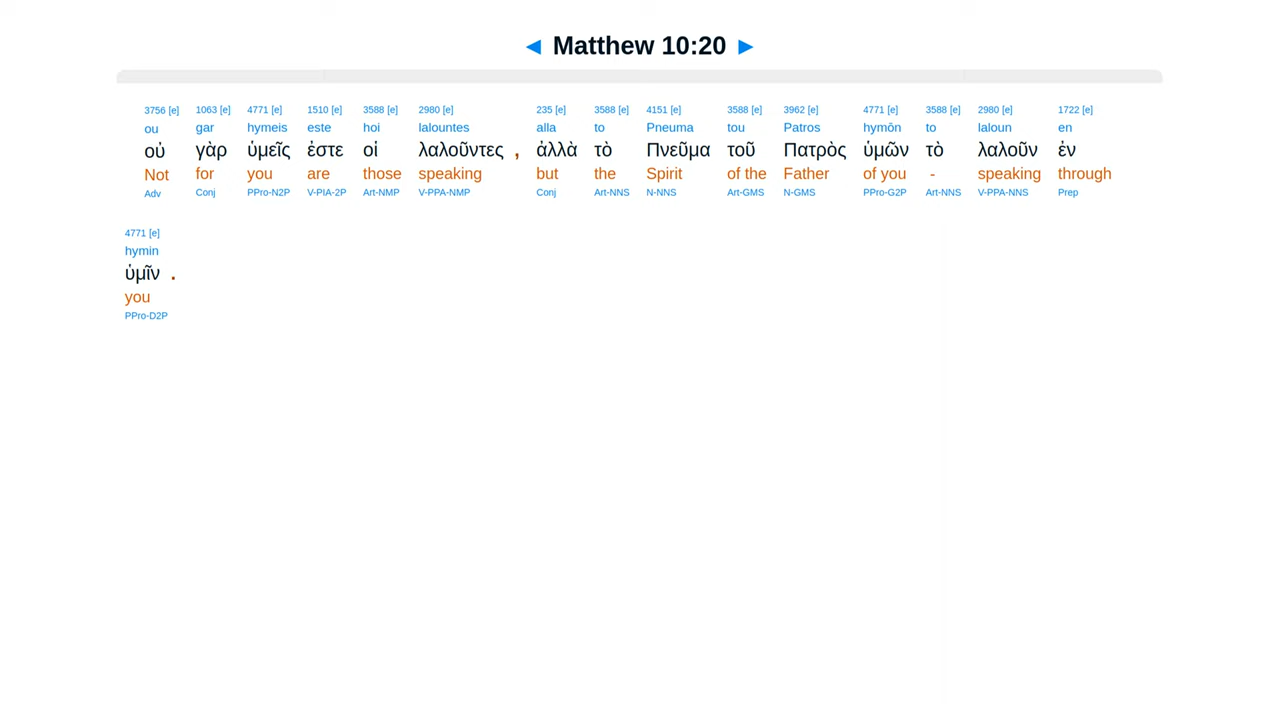 ◄ Matthew 10:20 ►
3756 [e] 1063 [e] 4771 [e] 1510 [e] 3588 [e] 2980 [e] 235 [e] 3588 [e] 4151 [e] 3588 [e] 3962 [e] 4771 [e] 3588 [e] 2980 [e] 1722 [e]
ou gar hymeis este hoi lalountes alla to Pneuma tou Patros hymōn to laloun en
οὐ γὰρ ὑμεῖς ἐστε οἱ λαλοῦντες , ἀλλὰ τὸ Πνεῦμα τοῦ Πατρὸς ὑμῶν τὸ λαλοῦν ἐν
Not for you are those speaking but the Spirit of the Father of you - speaking through
Adv Conj PPro-N2P V-PIA-2P Art-NMP V-PPA-NMP Conj Art-NNS N-NNS Art-GMS N-GMS PPro-G2P Art-NNS V-PPA-NNS Prep
4771 [e]
hymin
ὑμῖν .
you
PPro-D2P